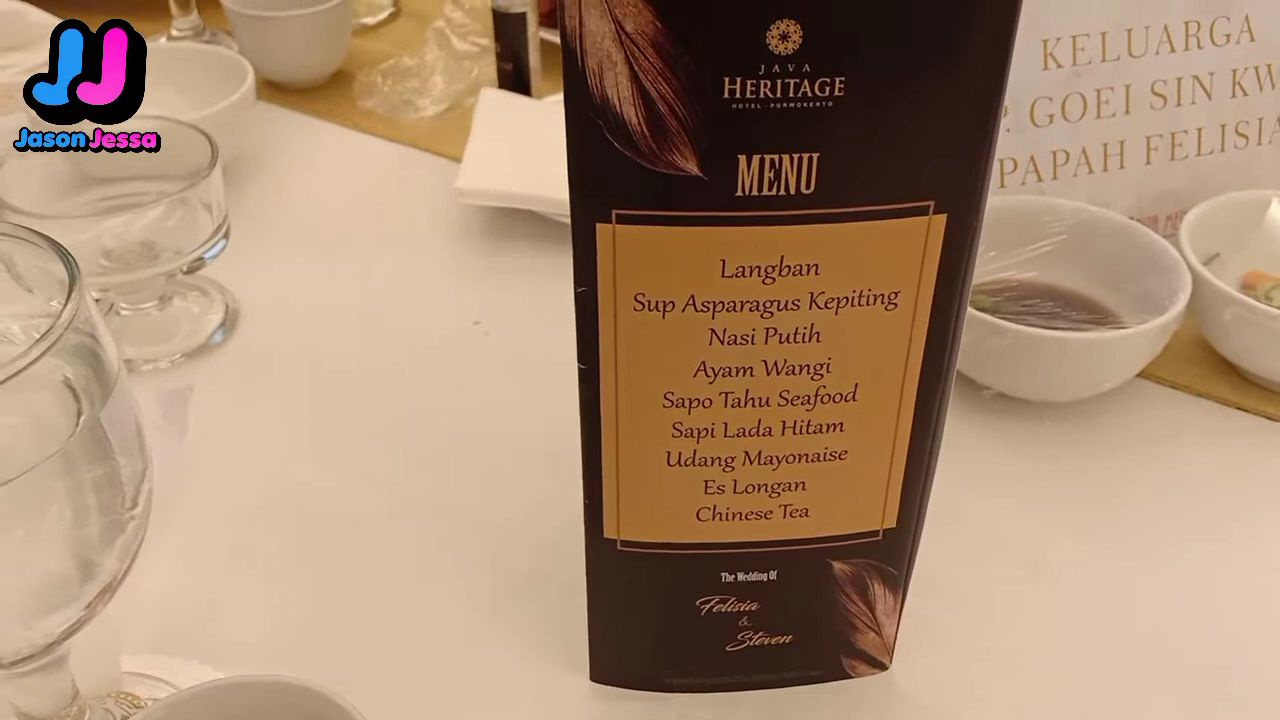 Jason Jessa
JAVA
HERITAGE
HOTEL - PURWOKERTO
MENU
Langban
Sup Asparagus Kepiting
Nasi Putih
Ayam Wangi
Sapo Tahu Seafood
Sapi Lada Hitam
Udang Mayonaise
Es Longan
Chinese Tea
The Wedding Of
Felisia
&
Steven
KELUARGA
GOEI SIN
PAPAH FELISIA